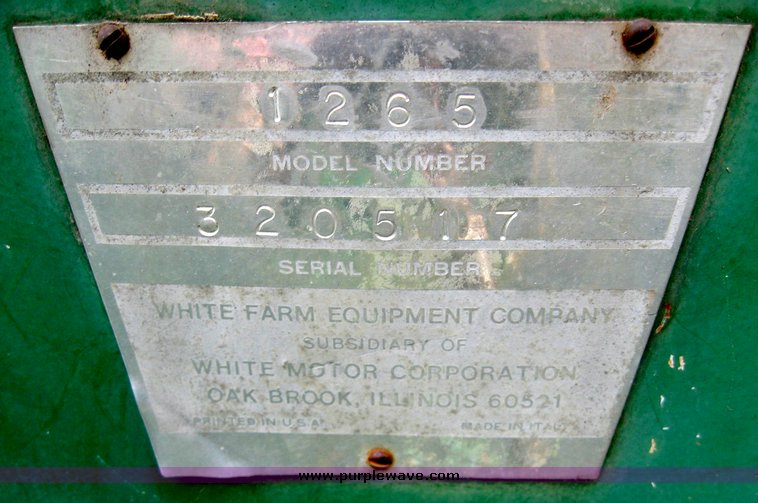 1265
MODEL NUMBER
320517
SERIAL NUMBER
WHITE FARM EQUIPMENT COMPANY
SUBSIDIARY OF
WHITE MOTOR CORPORATION
OAK BROOK, ILLINOIS 60521
PRINTED IN U.S.A. MADE IN ITALY
www.purplewave.com